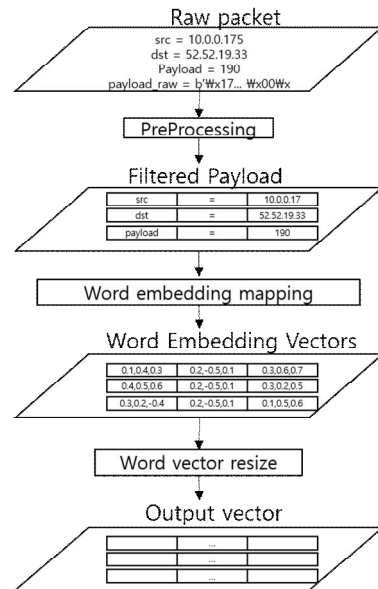 Raw packet
src = 10.0.0.175
dst = 52.52.19.33
Payload = 190
payload_raw = b'₩x17... ₩x00₩x
PreProcessing
Filtered Payload
src = 10.0.0.17
dst = 52.52.19.33
payload = 190
Word embedding mapping
Word Embedding Vectors
0.1,0.4,0.3 0.2,-0.5,0.1 0.3,0.6,0.7
0.4,0.5,0.6 0.2,-0.5,0.1 0.3,0.2,0.5
0.3,0.2,-0.4 0.2,-0.5,0.1 0.1,0.5,0.6
Word vector resize
Output vector
...
...
...